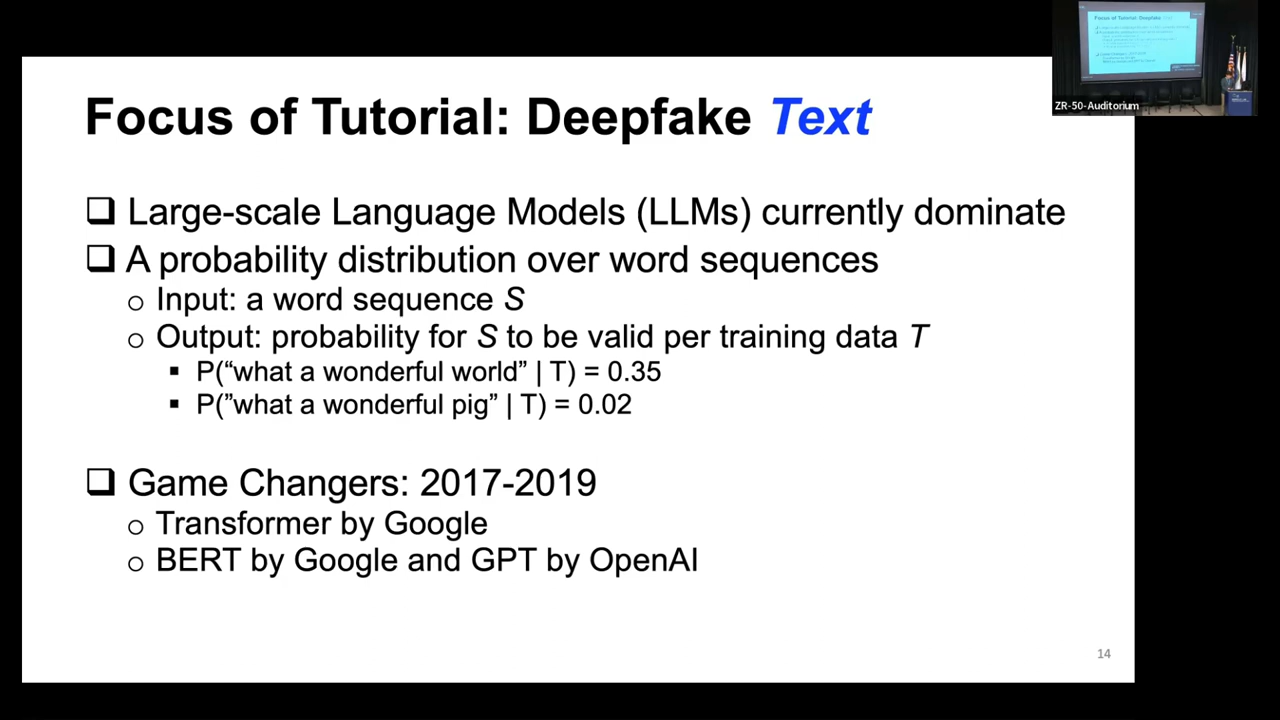 Focus of Tutorial: Deepfake Text
ZR-50-Auditorium
❑ Large-scale Language Models (LLMs) currently dominate
❑ A probability distribution over word sequences
o Input: a word sequence S
o Output: probability for S to be valid per training data T
▪ P(“what a wonderful world” | T) = 0.35
▪ P(”what a wonderful pig” | T) = 0.02
❑ Game Changers: 2017-2019
o Transformer by Google
o BERT by Google and GPT by OpenAI
14